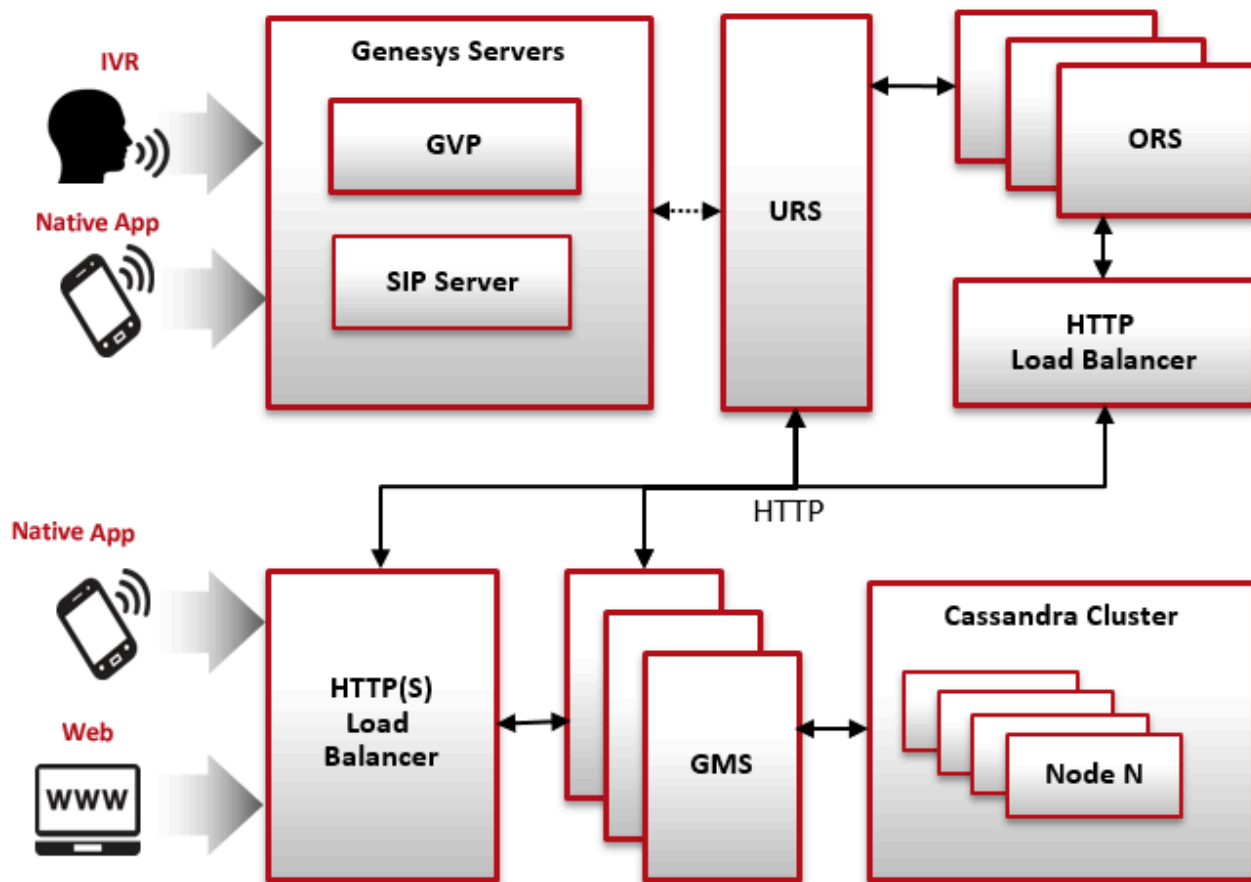 IVR
Native App
Genesys Servers
GVP
SIP Server
URS
ORS
HTTP
Load Balancer
HTTP
Native App
Web
WWW
HTTP(S)
Load
Balancer
GMS
Cassandra Cluster
Node N